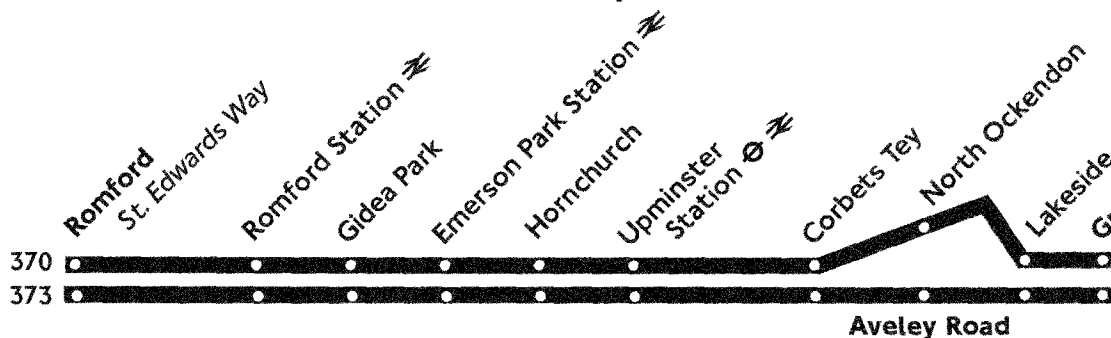 Romford
St. Edwards Way
Romford Station
Gidea Park
Emerson Park Station
Hornchurch
Upminster
Station
Corbets Tey
North Ockendon
Lakeside
370
373
Aveley Road